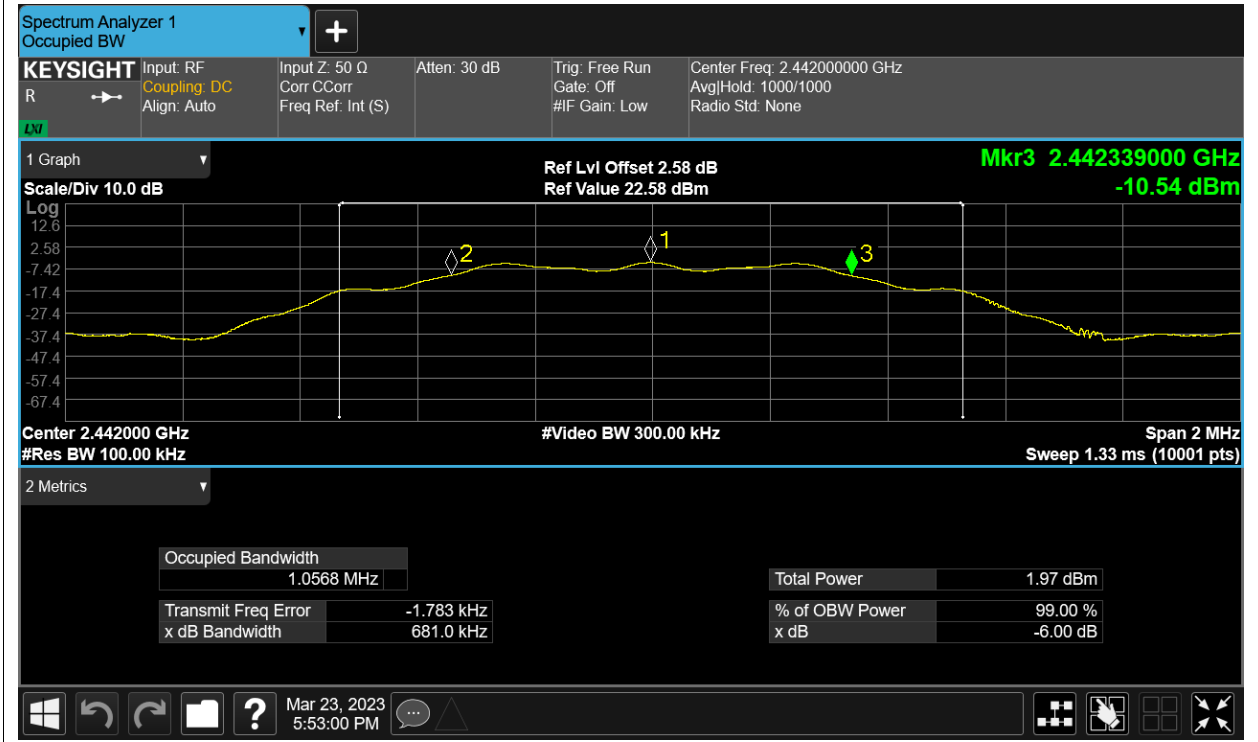 Spectrum Analyzer 1
Occupied BW
KEYSIGHT
R
LXI
Input: RF
Coupling: DC
Align: Auto
Input Z: 50 Ω
Corr CCorr
Freq Ref: Int (S)
Atten: 30 dB
Trig: Free Run
Gate: Off
#IF Gain: Low
Center Freq: 2.442000000 GHz
Avg|Hold: 1000/1000
Radio Std: None
1 Graph
Scale/Div 10.0 dB
Ref Lvl Offset 2.58 dB
Ref Value 22.58 dBm
Mkr3 2.442339000 GHz
-10.54 dBm
Log
12.6
2.58
-7.42
-17.4
-27.4
-37.4
-47.4
-57.4
-67.4
2
1
3
Center 2.442000 GHz
#Video BW 300.00 kHz
Span 2 MHz
#Res BW 100.00 kHz
Sweep 1.33 ms (10001 pts)
2 Metrics
Occupied Bandwidth
1.0568 MHz
Transmit Freq Error -1.783 kHz
x dB Bandwidth 681.0 kHz
Total Power 1.97 dBm
% of OBW Power 99.00 %
x dB -6.00 dB
?
Mar 23, 2023
5:53:00 PM